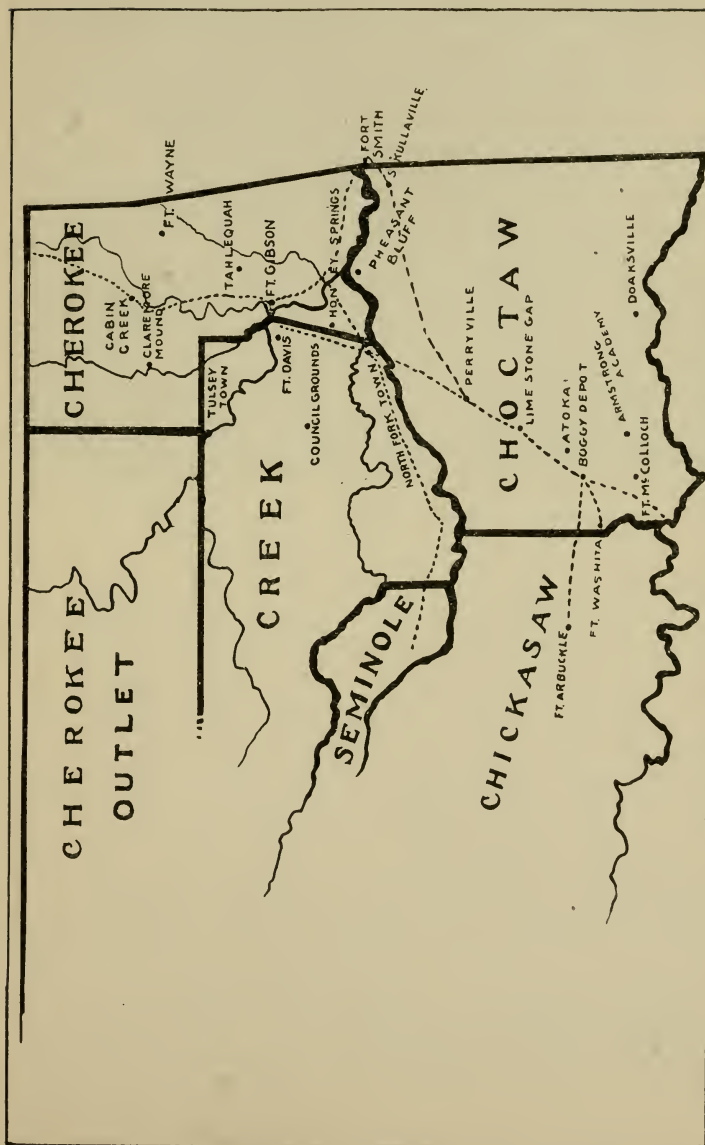 CHEROKEE
OUTLET
CHEROKEE
CABIN
CREEK
CLAREMORE
MOUND
FT. WAYNE
TAHLEQUAH
FT. GIBSON
TULSEY
TOWN
FT. DAVIS
COUNCIL GROUNDS
HONEY SPRINGS
CREEK
NORTH FORK TOWN
FORT
SMITH
SKULLAVILLE
PHEASANT
BLUFF
SEMINOLE
PERRYVILLE
CHOCTAW
LIME STONE GAP
ATOKA
BOGGY DEPOT
CHICKASAW
FT. ARBUCKLE
FT. WASHITA
DOAKSVILLE
ARMSTRONG
ACADEMY
FT. McCOLLOCH